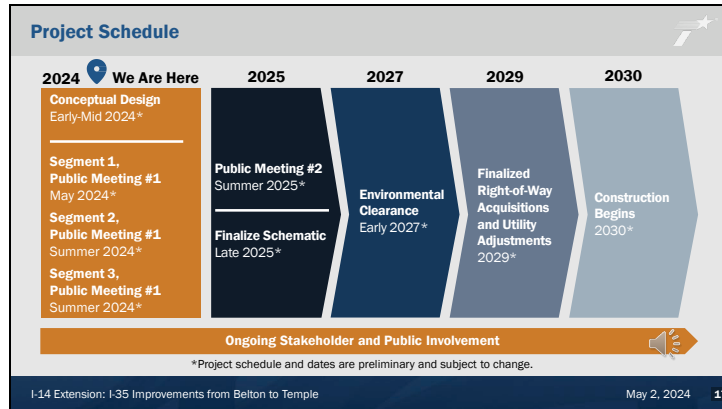 Project Schedule
2024 We Are Here
Conceptual Design
Early-Mid 2024*
Segment 1,
Public Meeting #1
May 2024*
Segment 2,
Public Meeting #1
Summer 2024*
Segment 3,
Public Meeting #1
Summer 2024*
2025
Public Meeting #2
Summer 2025*
Finalize Schematic
Late 2025*
2027
Environmental
Clearance
Early 2027*
2029
Finalized
Right-of-Way
Acquisitions
and Utility
Adjustments
2029*
2030
Construction
Begins
2030*
Ongoing Stakeholder and Public Involvement
*Project schedule and dates are preliminary and subject to change.
I-14 Extension: I-35 Improvements from Belton to Temple
May 2, 2024